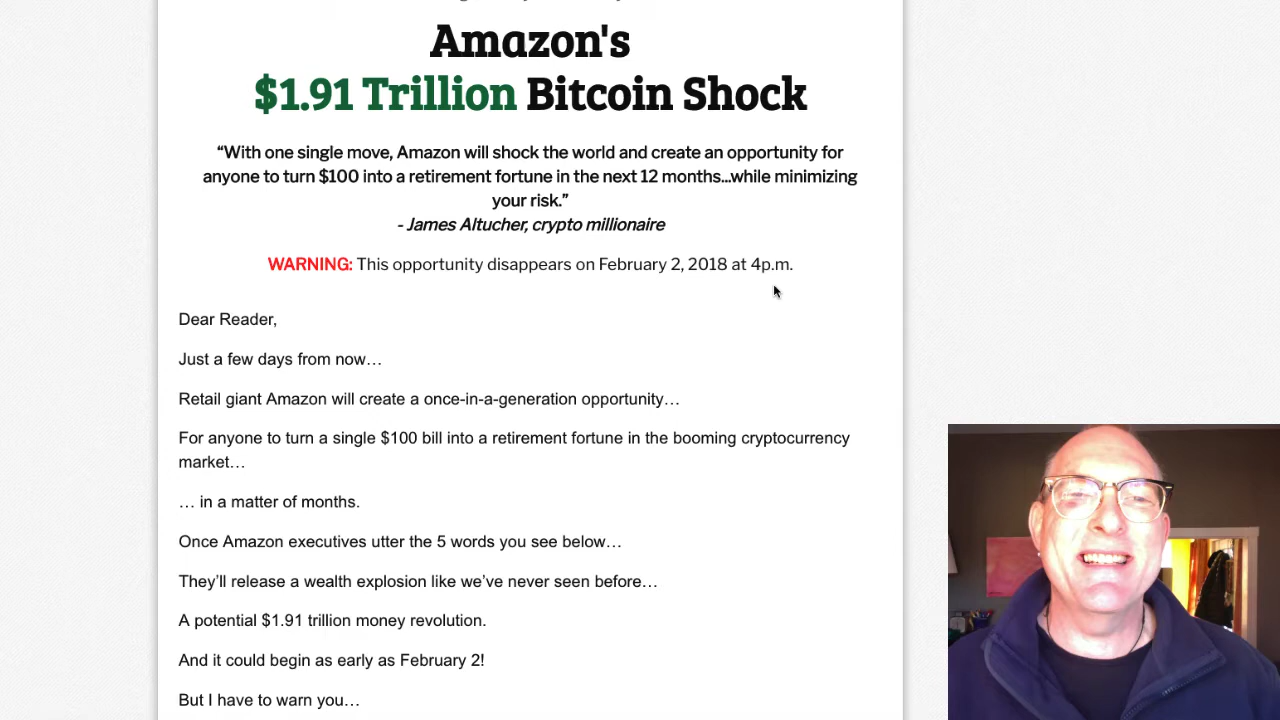 Amazon's
$1.91 Trillion Bitcoin Shock
“With one single move, Amazon will shock the world and create an opportunity for
anyone to turn $100 into a retirement fortune in the next 12 months...while minimizing
your risk.”
- James Altucher, crypto millionaire
WARNING: This opportunity disappears on February 2, 2018 at 4p.m.
Dear Reader,
Just a few days from now…
Retail giant Amazon will create a once-in-a-generation opportunity…
For anyone to turn a single $100 bill into a retirement fortune in the booming cryptocurrency
market…
… in a matter of months.
Once Amazon executives utter the 5 words you see below…
They’ll release a wealth explosion like we’ve never seen before…
A potential $1.91 trillion money revolution.
And it could begin as early as February 2!
But I have to warn you…